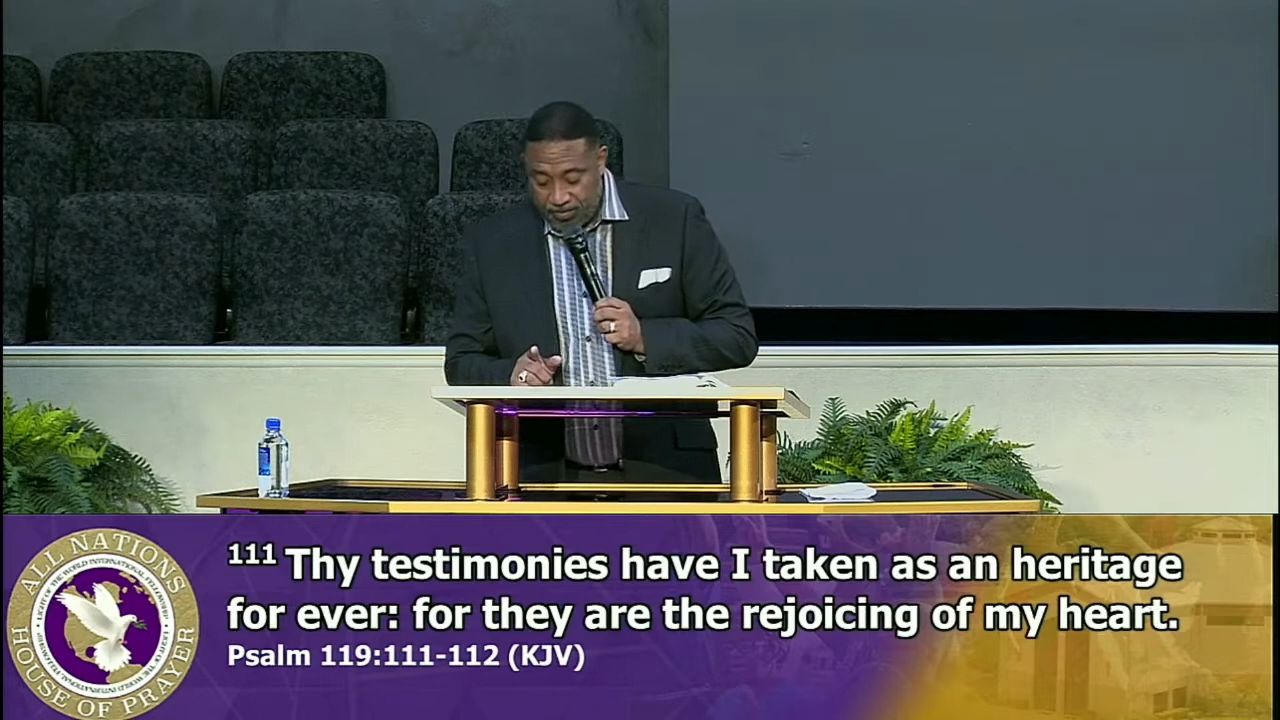 111 Thy testimonies have I taken as an heritage
for ever: for they are the rejoicing of my heart.
Psalm 119:111-112 (KJV)
ALL NATIONS
HOUSE OF PRAYER